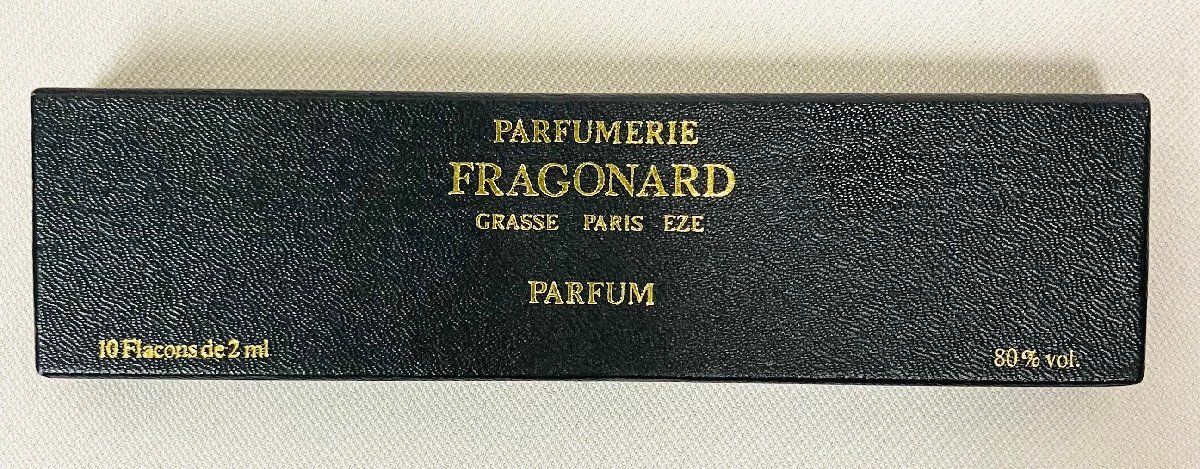 PARFUMERIE
FRAGONARD
GRASSE PARIS EZE
PARFUM
10 Flacons de 2 ml
80 % vol.